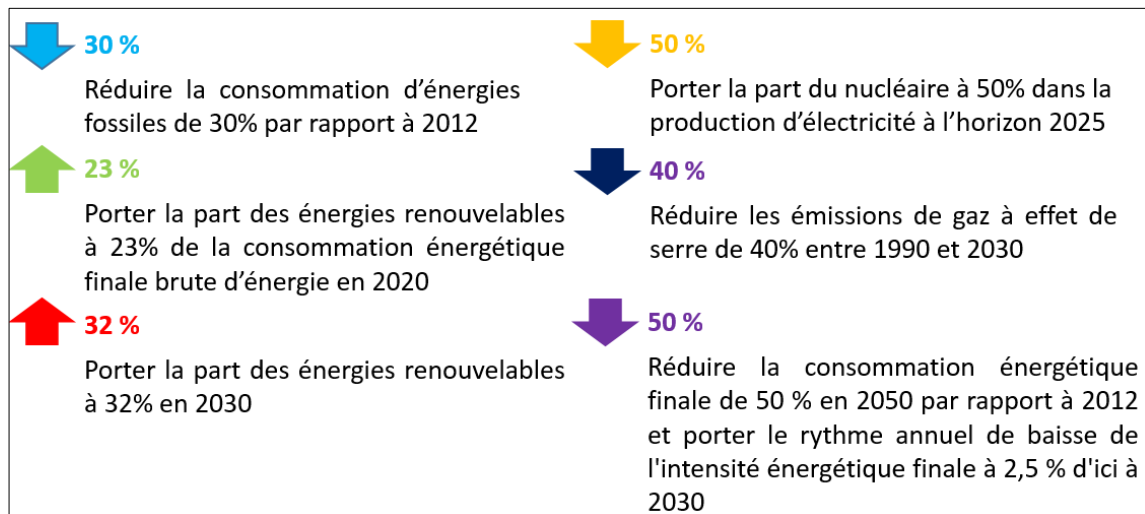 30 %
Réduire la consommation d’énergies
fossiles de 30% par rapport à 2012
23 %
Porter la part des énergies renouvelables
à 23% de la consommation énergétique
finale brute d’énergie en 2020
32 %
Porter la part des énergies renouvelables
à 32% en 2030
50 %
Porter la part du nucléaire à 50% dans la
production d’électricité à l’horizon 2025
40 %
Réduire les émissions de gaz à effet de
serre de 40% entre 1990 et 2030
50 %
Réduire la consommation énergétique
finale de 50 % en 2050 par rapport à 2012
et porter le rythme annuel de baisse de
l'intensité énergétique finale à 2,5 % d'ici à
2030